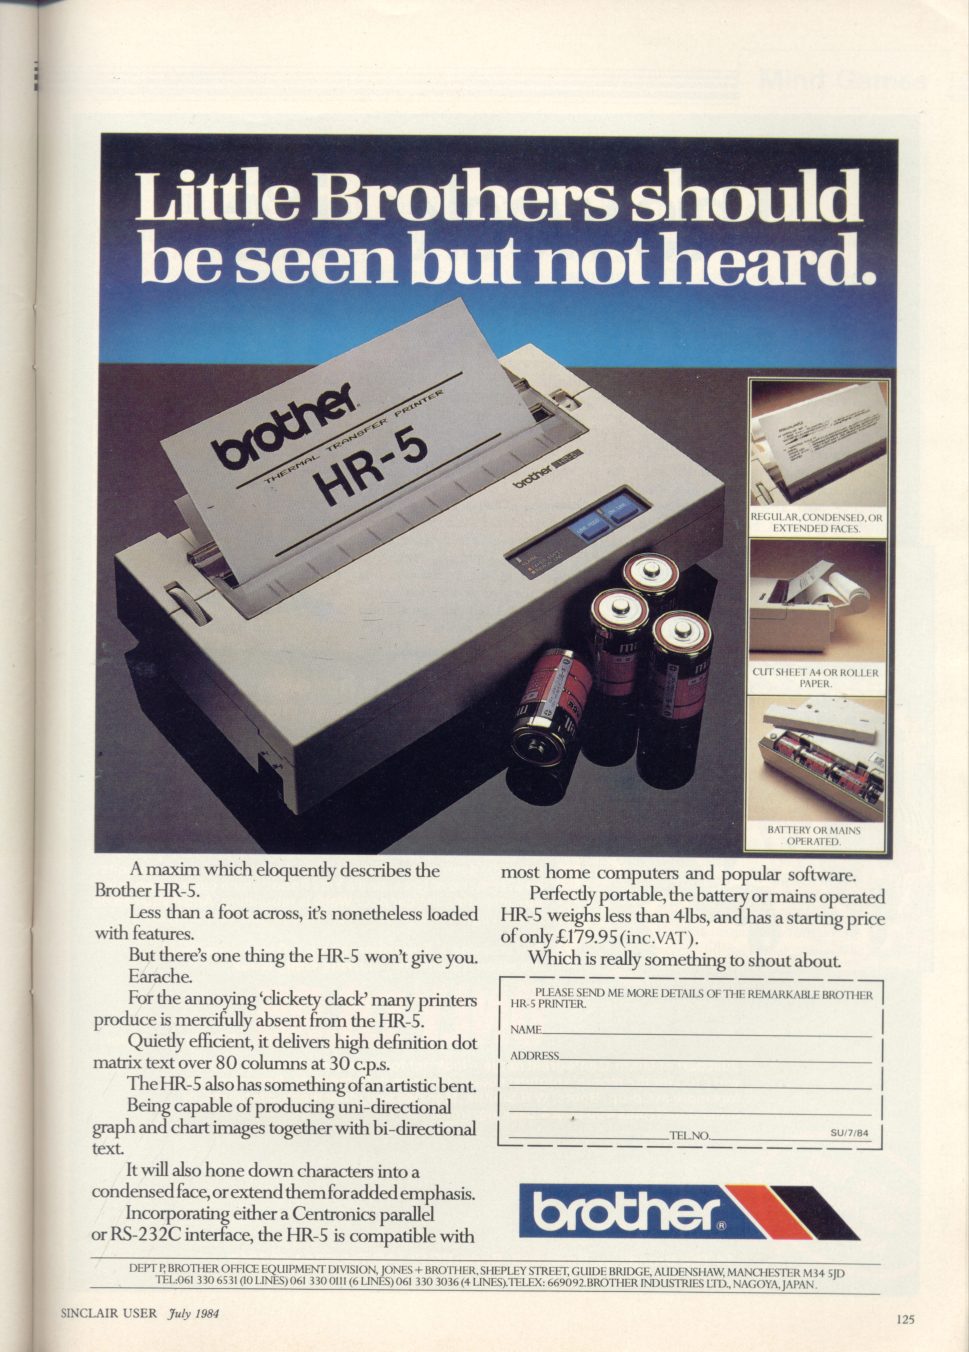 Little Brothers should
be seen but not heard.
brother
THERMAL TRANSFER PRINTER
HR-5
brother
REGULAR, CONDENSED, OR
EXTENDED FACES.
CUT SHEET A4 OR ROLLER
PAPER.
BATTERY OR MAINS
OPERATED.
A maxim which eloquently describes the
Brother HR-5.
Less than a foot across, it's nonetheless loaded
with features.
But there's one thing the HR-5 won't give you.
Earache.
For the annoying 'clickety clack' many printers
produce is mercifully absent from the HR-5.
Quietly efficient, it delivers high definition dot
matrix text over 80 columns at 30 c.p.s.
The HR-5 also has something of an artistic bent.
Being capable of producing uni-directional
graph and chart images together with bi-directional
text.
It will also hone down characters into a
condensed face, or extend them for added emphasis.
Incorporating either a Centronics parallel
or RS-232C interface, the HR-5 is compatible with
most home computers and popular software.
Perfectly portable, the battery or mains operated
HR-5 weighs less than 4lbs, and has a starting price
of only £179.95 (inc.VAT).
Which is really something to shout about.
PLEASE SEND ME MORE DETAILS OF THE REMARKABLE BROTHER
HR-5 PRINTER.
NAME
ADDRESS
TEL.NO.
SU/7/84
brother®
DEPT P, BROTHER OFFICE EQUIPMENT DIVISION, JONES + BROTHER, SHEPLEY STREET, GUIDE BRIDGE, AUDENSHAW, MANCHESTER M34 5JD
TEL:061 330 6531 (10 LINES) 061 330 0111 (6 LINES) 061 330 3036 (4 LINES). TELEX: 669092. BROTHER INDUSTRIES LTD., NAGOYA, JAPAN.
SINCLAIR USER July 1984
125